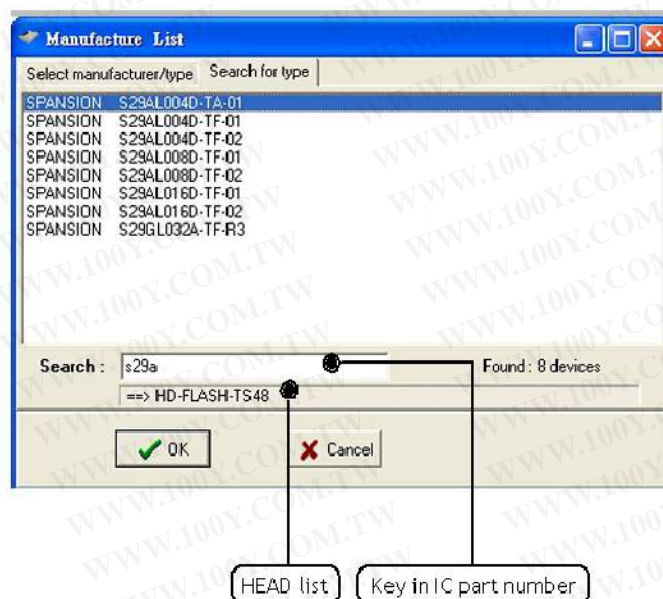 Manufacture List
Select manufacturer/type Search for type
SPANSION S29AL004D-TA-01
SPANSION S29AL004D-TF-01
SPANSION S29AL004D-TF-02
SPANSION S29AL008D-TF-01
SPANSION S29AL008D-TF-02
SPANSION S29AL016D-TF-01
SPANSION S29AL016D-TF-02
SPANSION S29GL032A-TF-R3
Search : s29a Found : 8 devices
==> HD-FLASH-TS48
OK Cancel
HEAD list Key in IC part number
WWW.100Y.COM.TW